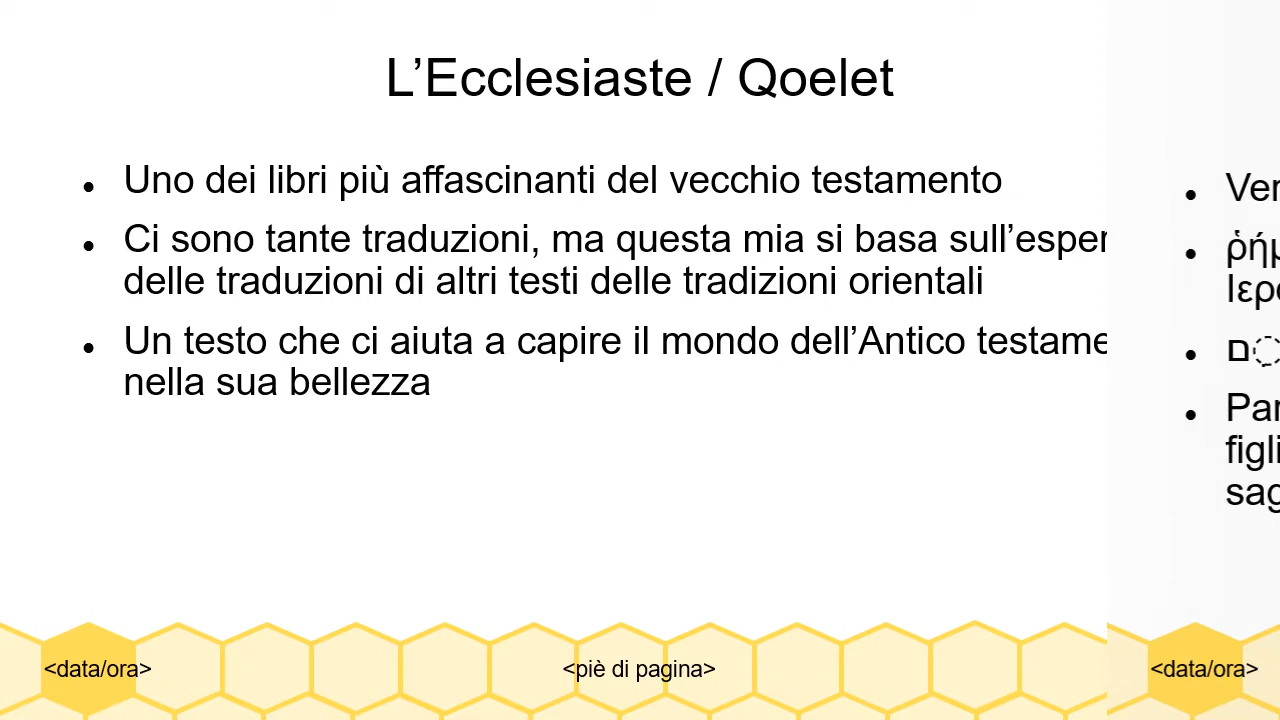 L’Ecclesiaste / Qoelet
Uno dei libri più affascinanti del vecchio testamento
Ci sono tante traduzioni, ma questa mia si basa sull’esper
delle traduzioni di altri testi delle tradizioni orientali
Un testo che ci aiuta a capire il mondo dell’Antico testame
nella sua bellezza
<data/ora>
<piè di pagina>
Ver
ῥήμ
Ιερο
Par
figli
sag
<data/ora>